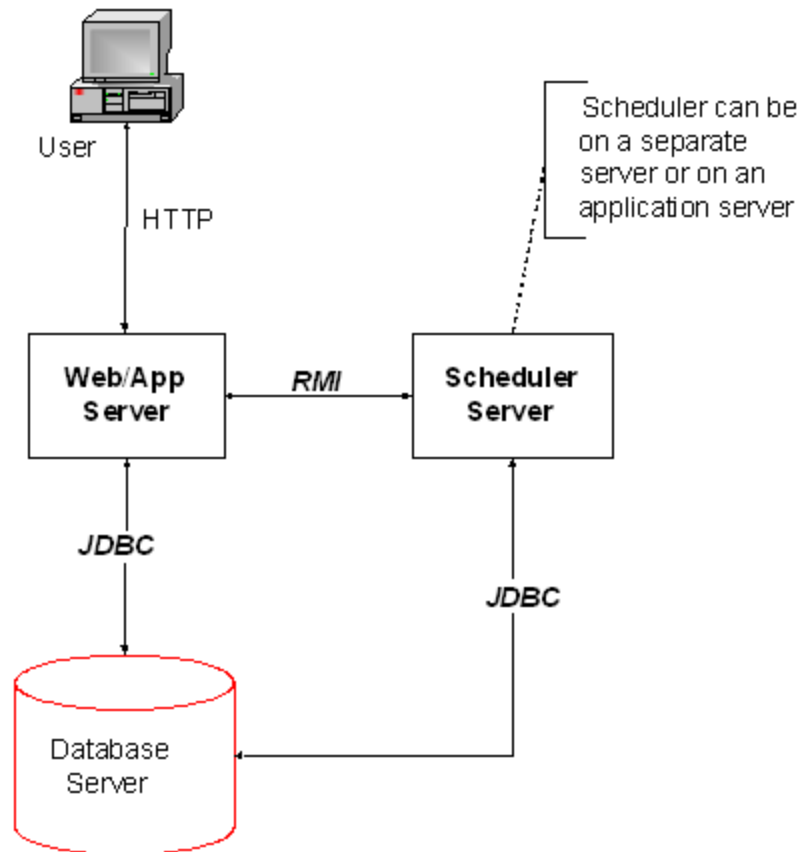 User
Scheduler can be
on a separate
server or on an
application server
HTTP
Web/App
Server
RMI
Scheduler
Server
JDBC
JDBC
Database
Server